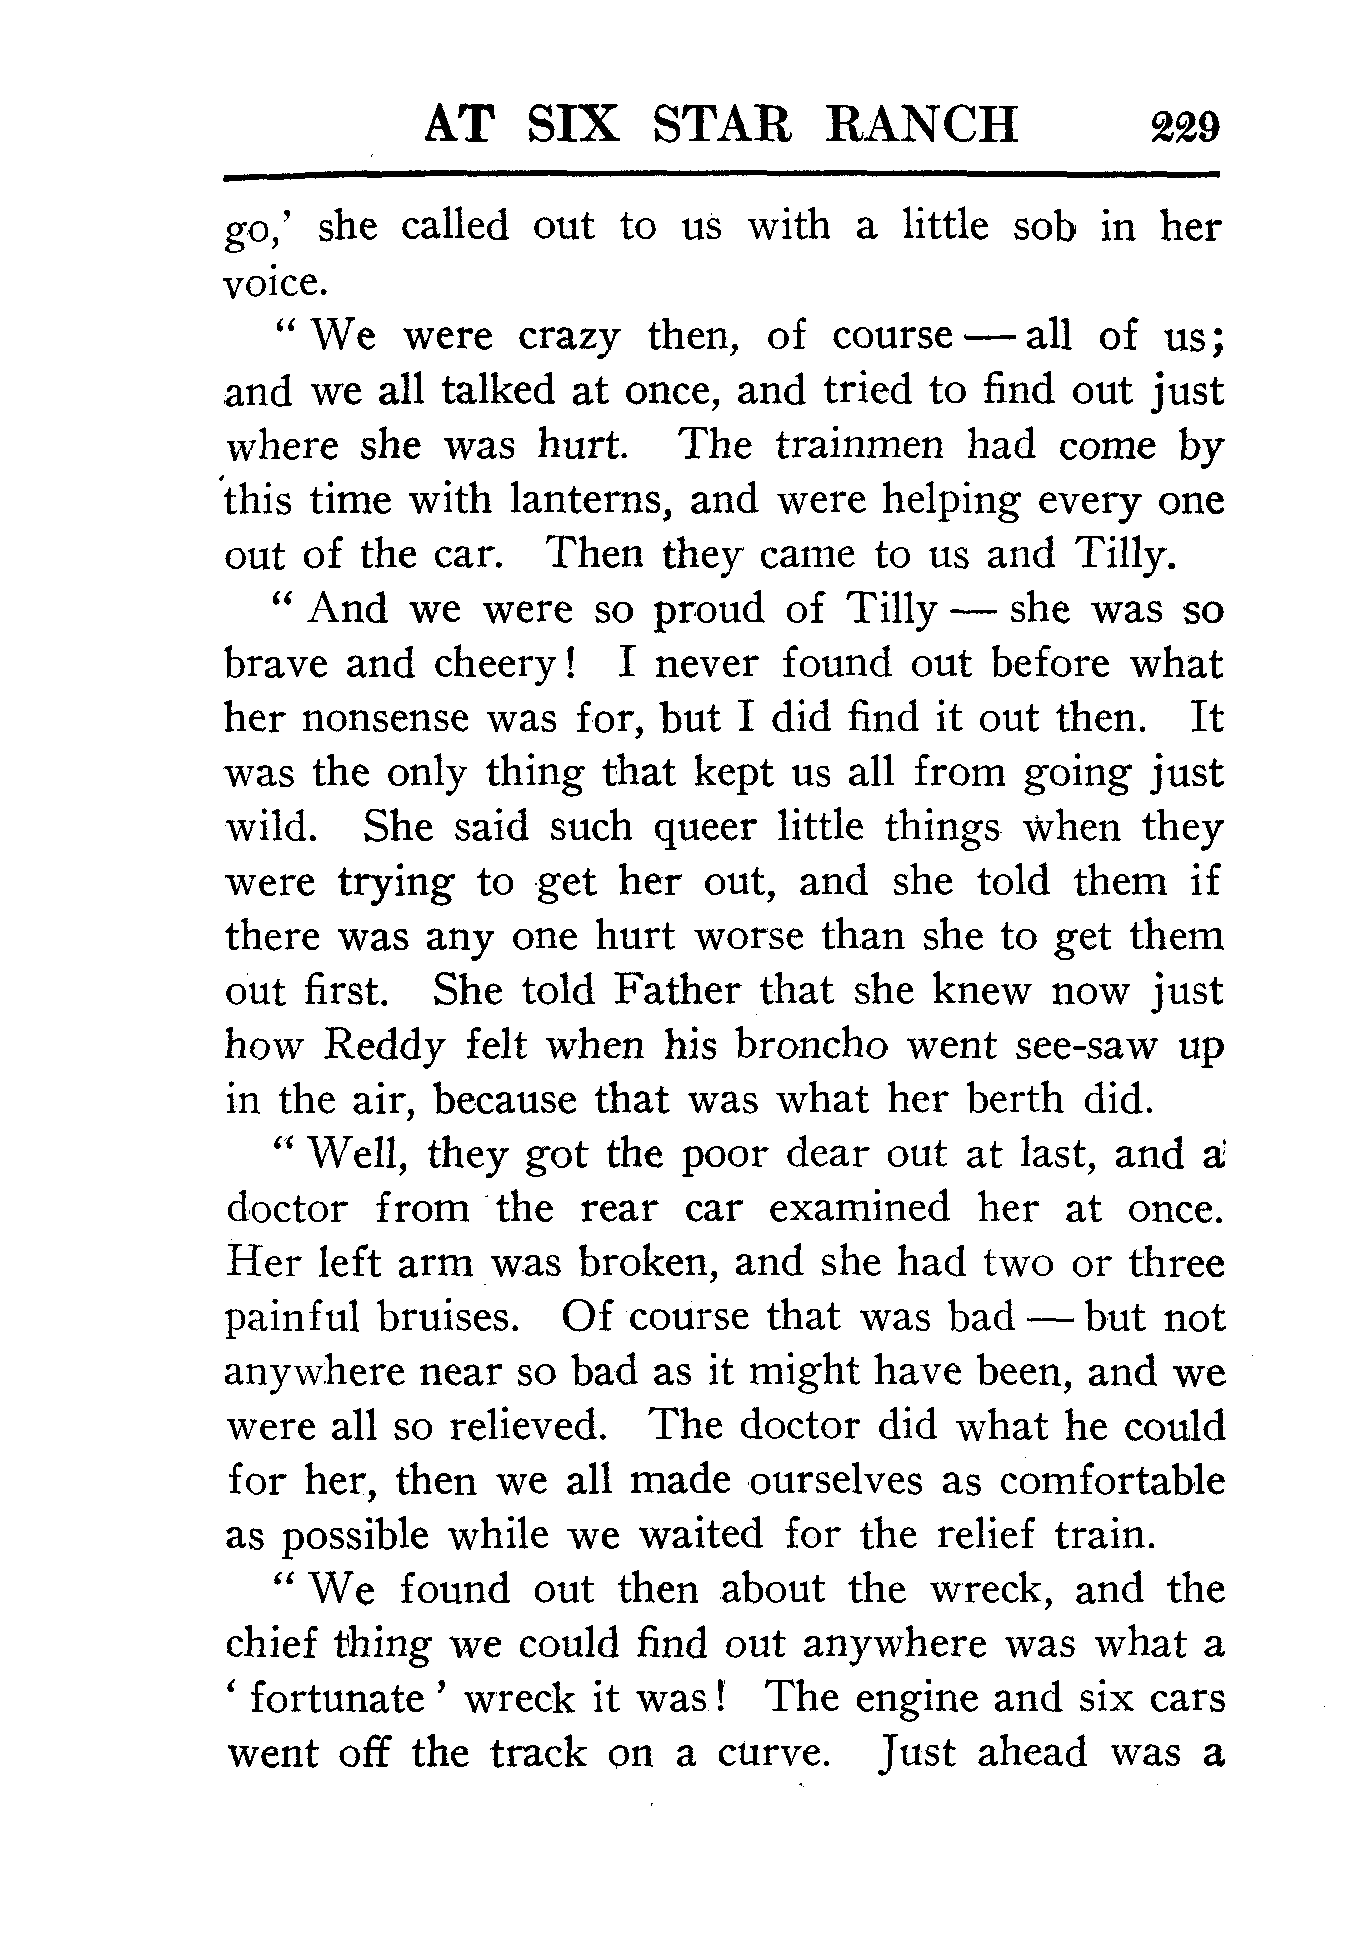 AT SIX STAR RANCH 229
go,' she called out to us with a little sob in her
voice.
" We were crazy then, of course — all of us;
and we all talked at once, and tried to find out just
where she was hurt. The trainmen had come by
this time with lanterns, and were helping every one
out of the car. Then they came to us and Tilly.
" And we were so proud of Tilly — she was so
brave and cheery! I never found out before what
her nonsense was for, but I did find it out then. It
was the only thing that kept us all from going just
wild. She said such queer little things when they
were trying to get her out, and she told them if
there was any one hurt worse than she to get them
out first. She told Father that she knew now just
how Reddy felt when his broncho went see-saw up
in the air, because that was what her berth did.
" Well, they got the poor dear out at last, and a
doctor from the rear car examined her at once.
Her left arm was broken, and she had two or three
painful bruises. Of course that was bad — but not
anywhere near so bad as it might have been, and we
were all so relieved. The doctor did what he could
for her, then we all made ourselves as comfortable
as possible while we waited for the relief train.
" We found out then about the wreck, and the
chief thing we could find out anywhere was what a
' fortunate ' wreck it was! The engine and six cars
went off the track on a curve. Just ahead was a